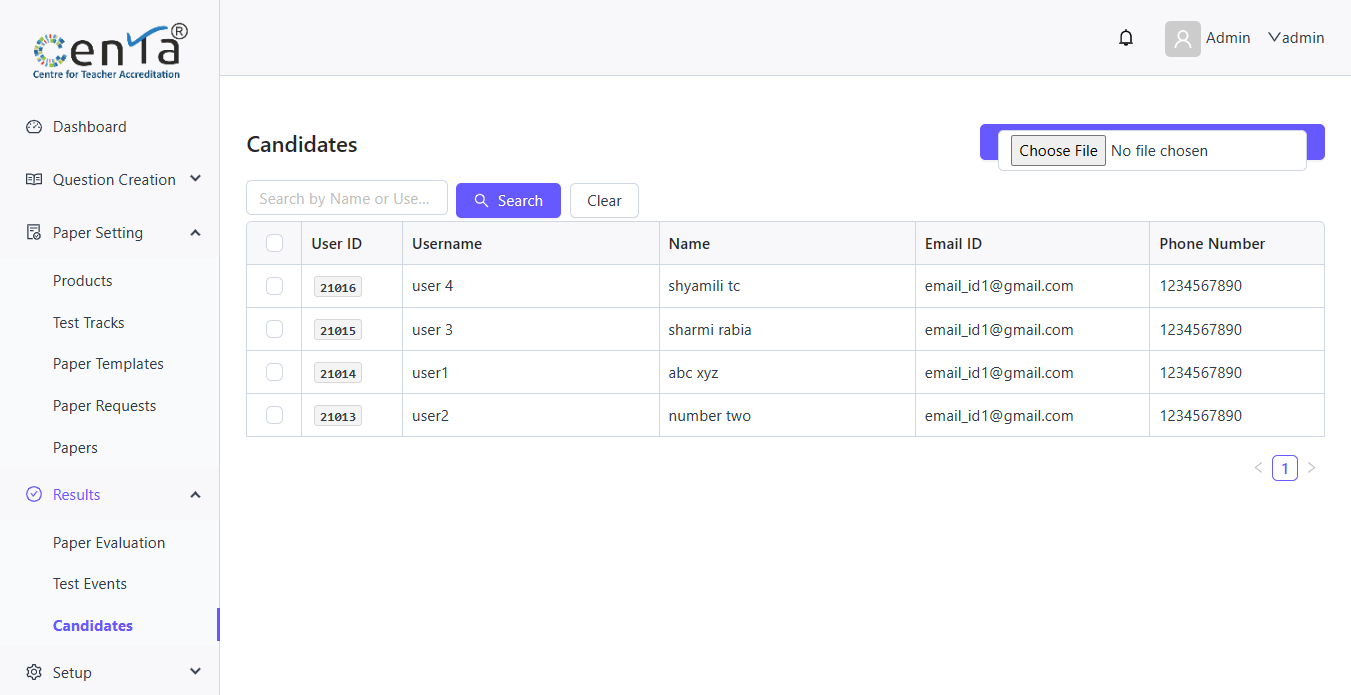 CENTA®
Centre for Teacher Accreditation
Admin
admin
Dashboard
Question Creation
Paper Setting
Products
Test Tracks
Paper Templates
Paper Requests
Papers
Results
Paper Evaluation
Test Events
Candidates
Setup
Candidates
Choose File No file chosen
Search by Name or Use...
Search
Clear
User ID Username Name Email ID Phone Number
21016 user 4 shyamili tc email_id1@gmail.com 1234567890
21015 user 3 sharmi rabia email_id1@gmail.com 1234567890
21014 user1 abc xyz email_id1@gmail.com 1234567890
21013 user2 number two email_id1@gmail.com 1234567890
1